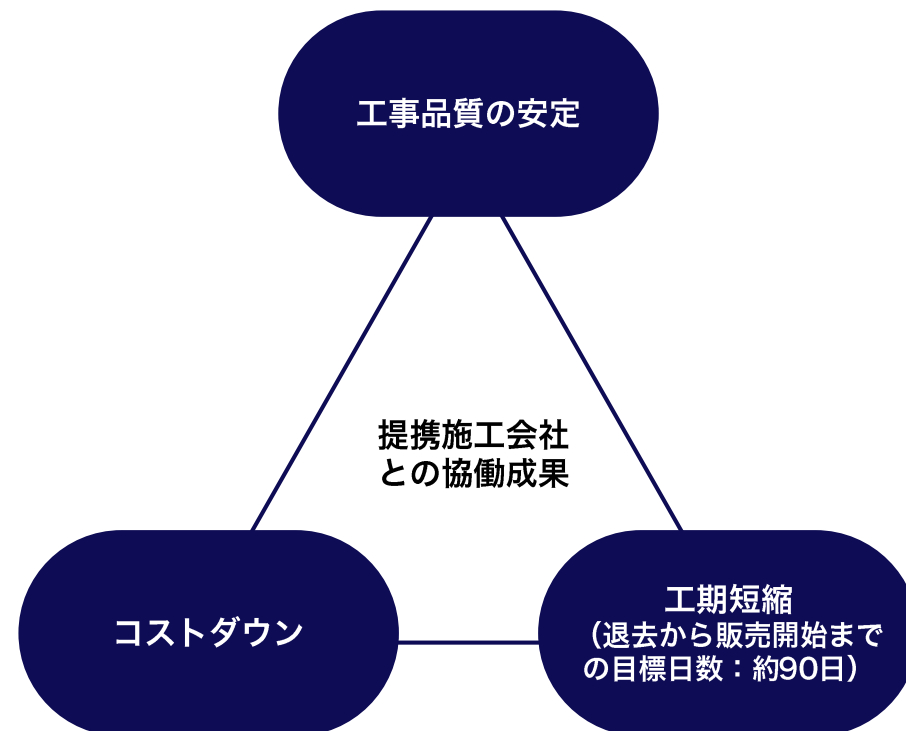 工事品質の安定
提携施工会社
との協働成果
コストダウン
工期短縮
（退去から販売開始まで
の目標日数：約90日）